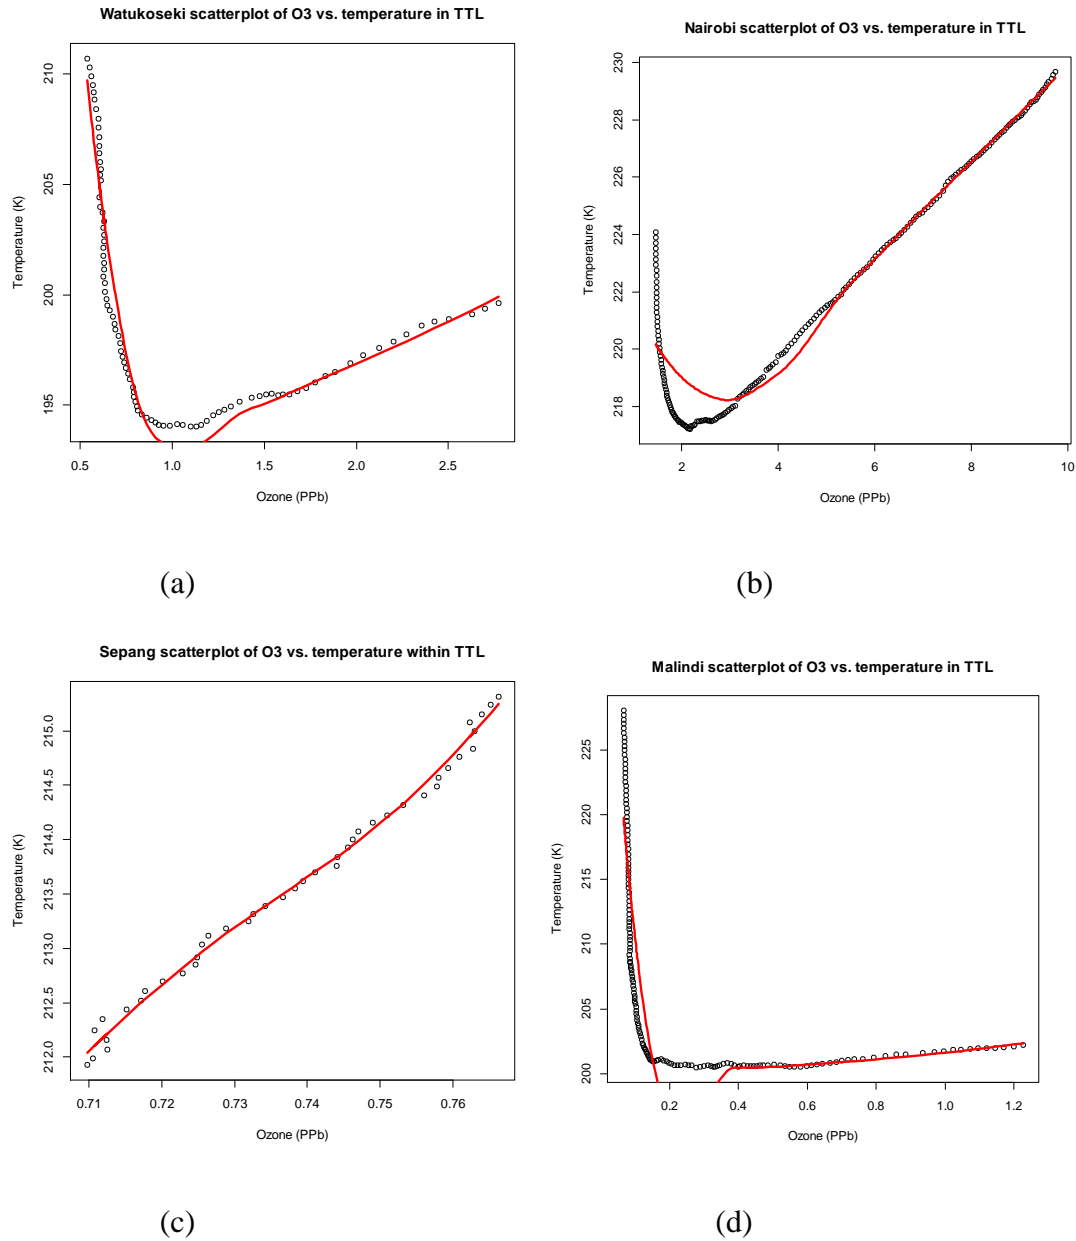 Watukoseki scatterplot of O3 vs. temperature in TTL
210
205
200
195
Temperature (K)
0.5 1.0 1.5 2.0 2.5
Ozone (PPb)
(a)
Nairobi scatterplot of O3 vs. temperature in TTL
230
228
226
224
222
220
218
Temperature (K)
2 4 6 8 10
Ozone (PPb)
(b)
Sepang scatterplot of O3 vs. temperature within TTL
215.0
214.5
214.0
213.5
213.0
212.5
212.0
Temperature (K)
0.71 0.72 0.73 0.74 0.75 0.76
Ozone (PPb)
(c)
Malindi scatterplot of O3 vs. temperature in TTL
225
220
215
210
205
200
Temperature (K)
0.2 0.4 0.6 0.8 1.0 1.2
Ozone (PPb)
(d)